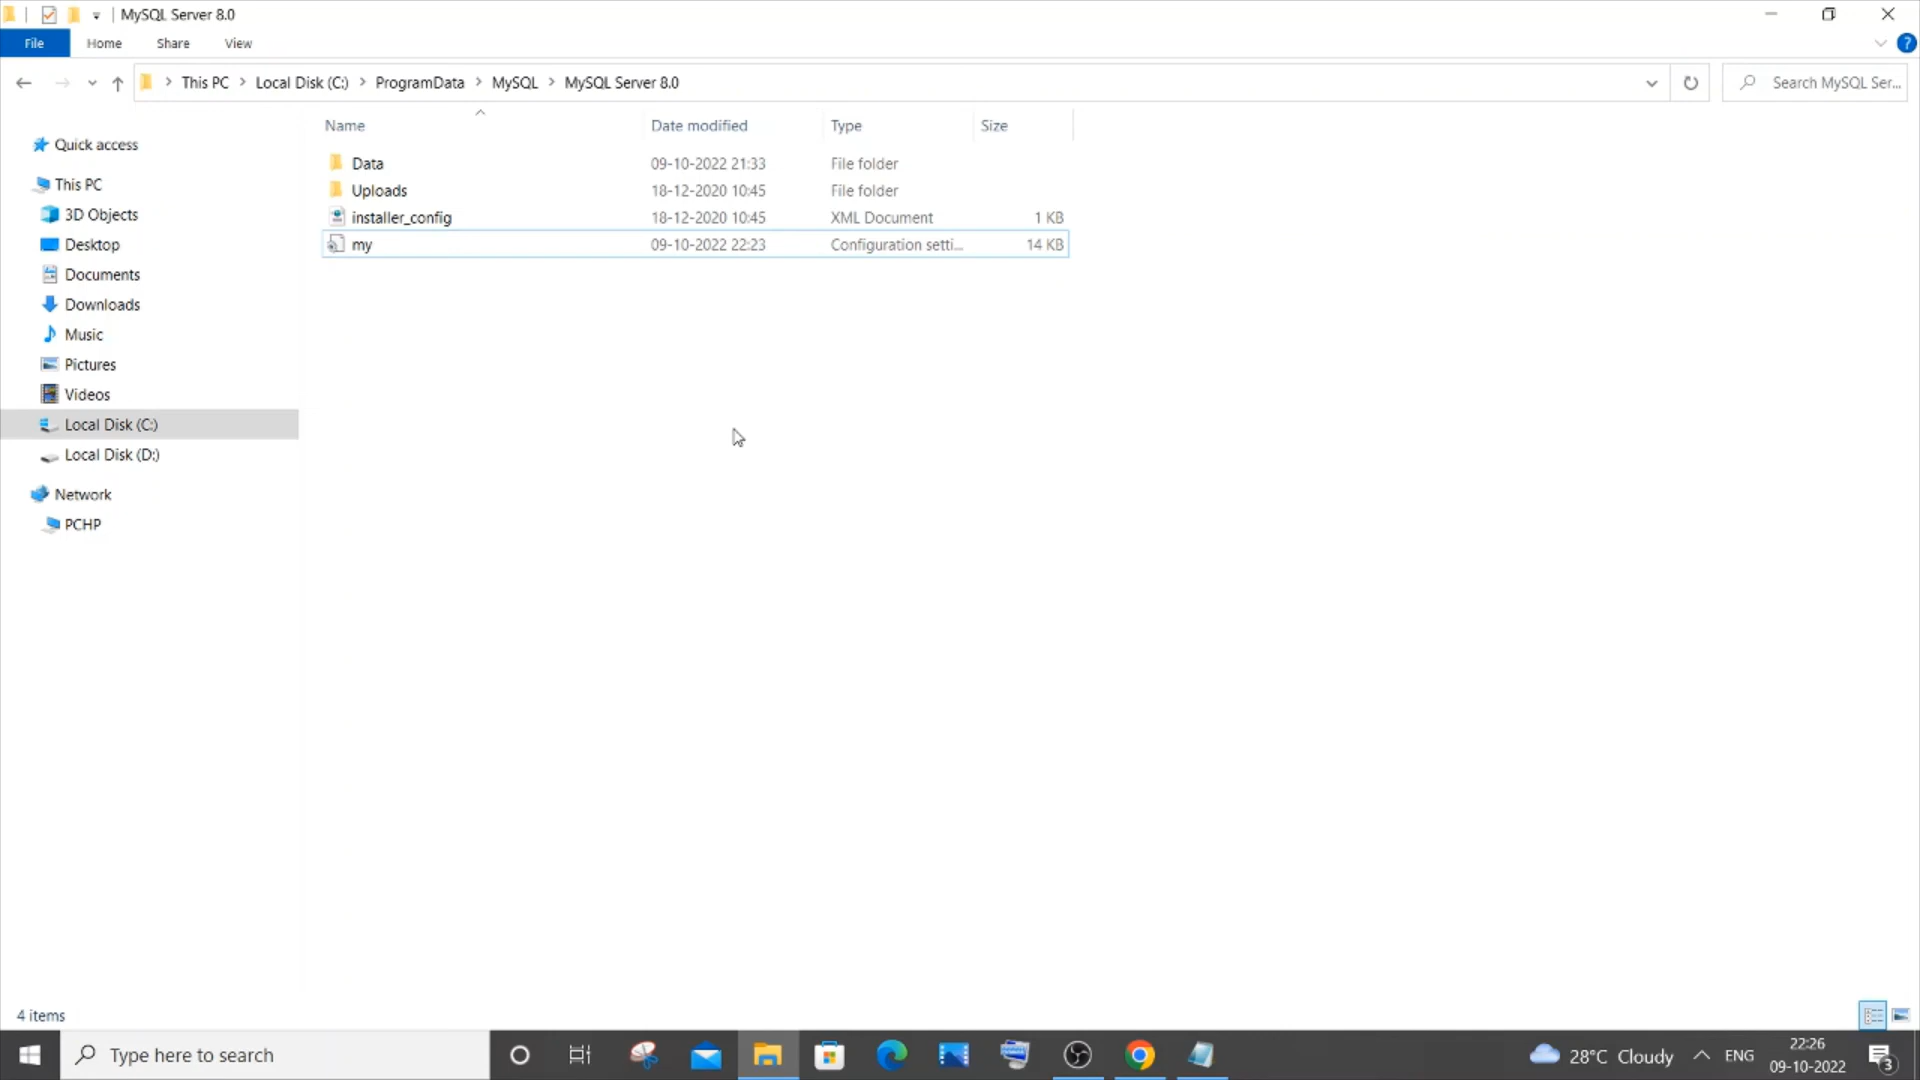 MySQL Server 8.0
File Home Share View
?
This PC Local Disk (C:) ProgramData MySQL MySQL Server 8.0
Search MySQL Ser...
Name Date modified Type Size
Quick access
This PC
3D Objects
Desktop
Documents
Downloads
Music
Pictures
Videos
Local Disk (C:)
Local Disk (D:)
Network
PCHP
Data 09-10-2022 21:33 File folder
Uploads 18-12-2020 10:45 File folder
installer_config 18-12-2020 10:45 XML Document 1 KB
my 09-10-2022 22:23 Configuration setti... 14 KB
4 items
Type here to search
28°C Cloudy
ENG
22:26
09-10-2022
3